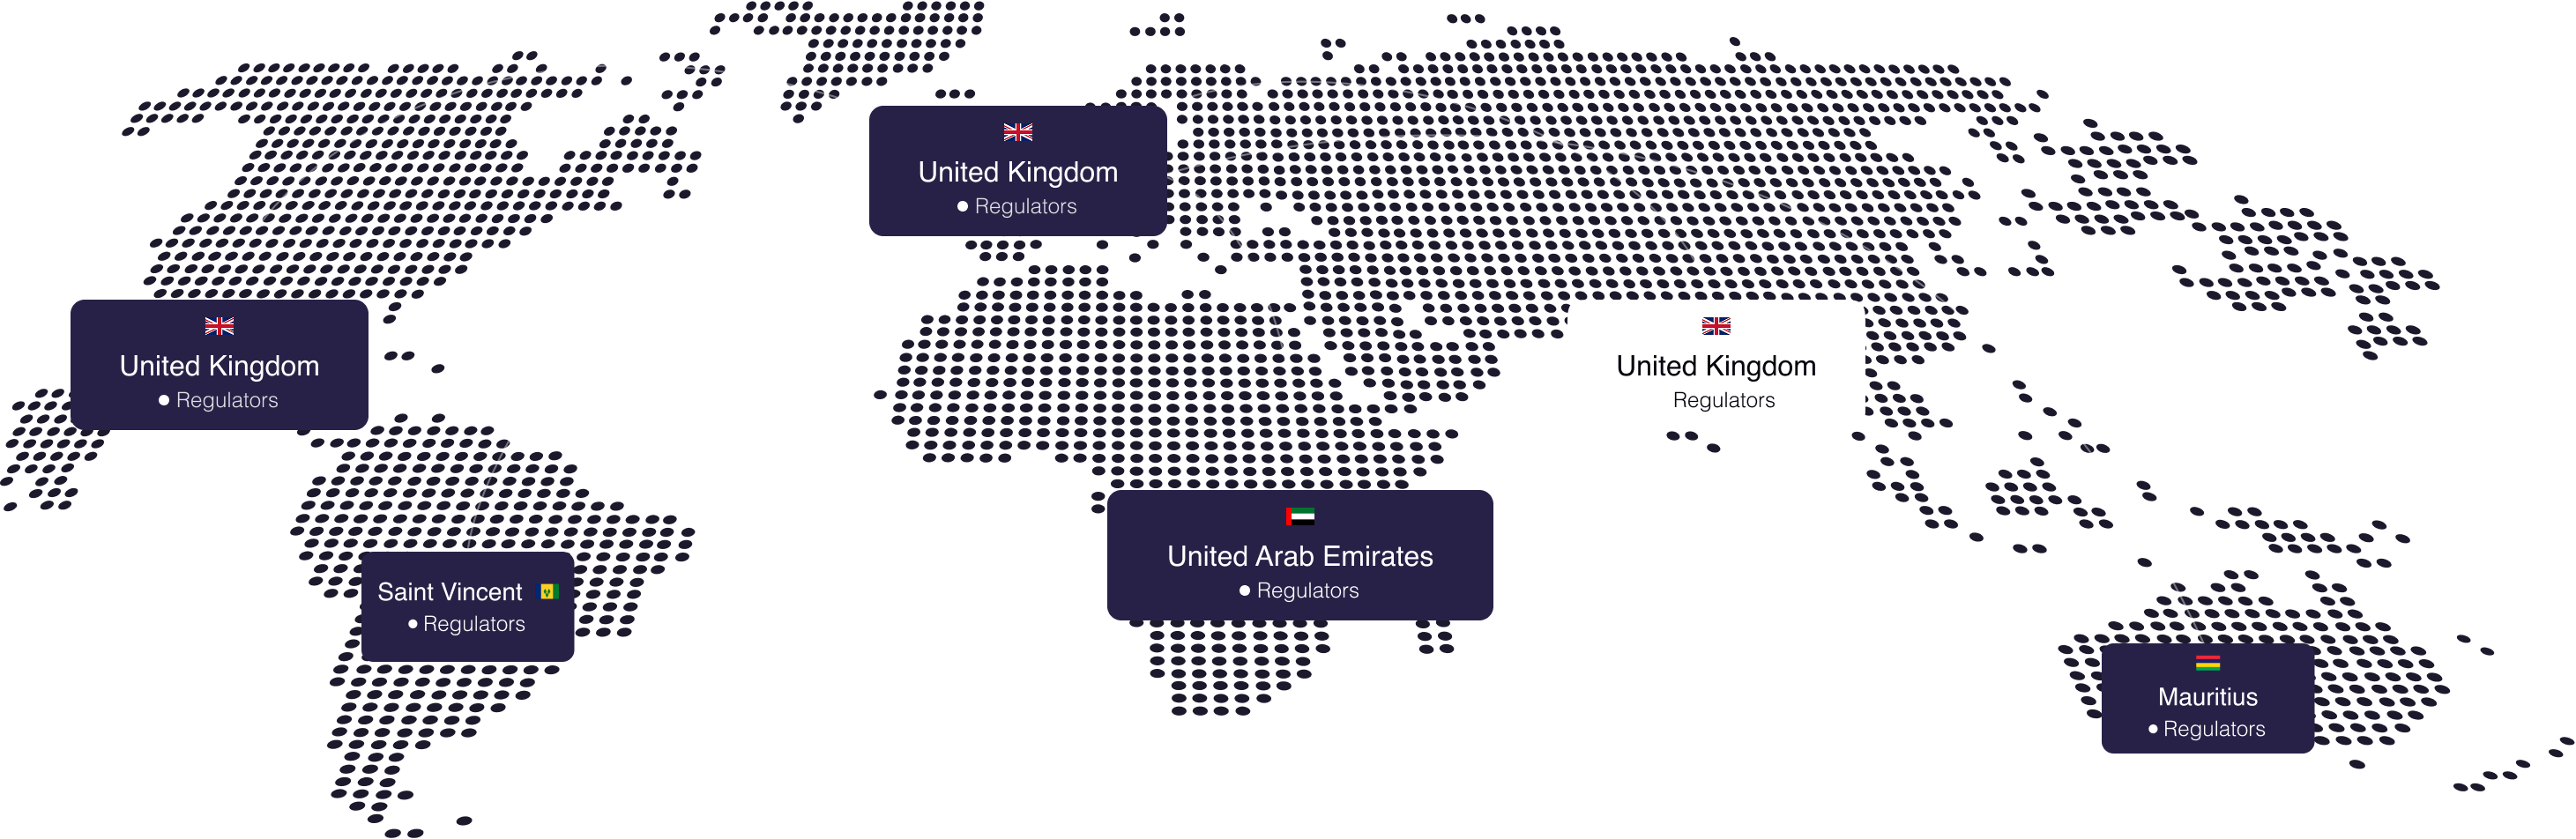 United Kingdom
Regulators
United Kingdom
Regulators
United Kingdom
Regulators
United Arab Emirates
Regulators
Saint Vincent
Regulators
Mauritius
Regulators